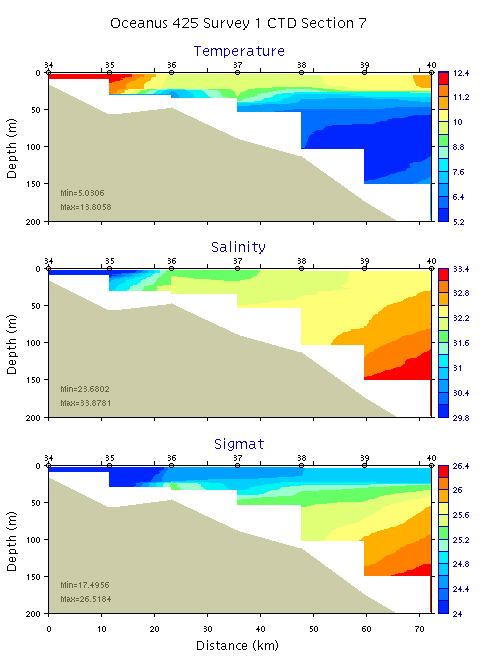 Oceanus 425 Survey 1 CTD Section 7
Temperature
34 35 36 37 38 39 40
0
50
100
150
200
Depth (m)
Min=5.0306
Max=13.8058
12.4
11.2
10
8.8
7.6
6.4
5.2
Salinity
34 35 36 37 38 39 40
0
50
100
150
200
Depth (m)
Min=23.6802
Max=33.8781
33.4
32.8
32.2
31.6
31
30.4
29.8
Sigmat
34 35 36 37 38 39 40
0
50
100
150
200
Depth (m)
Min=17.4956
Max=26.5184
26.4
26
25.6
25.2
24.8
24.4
24
0 10 20 30 40 50 60 70
Distance (km)